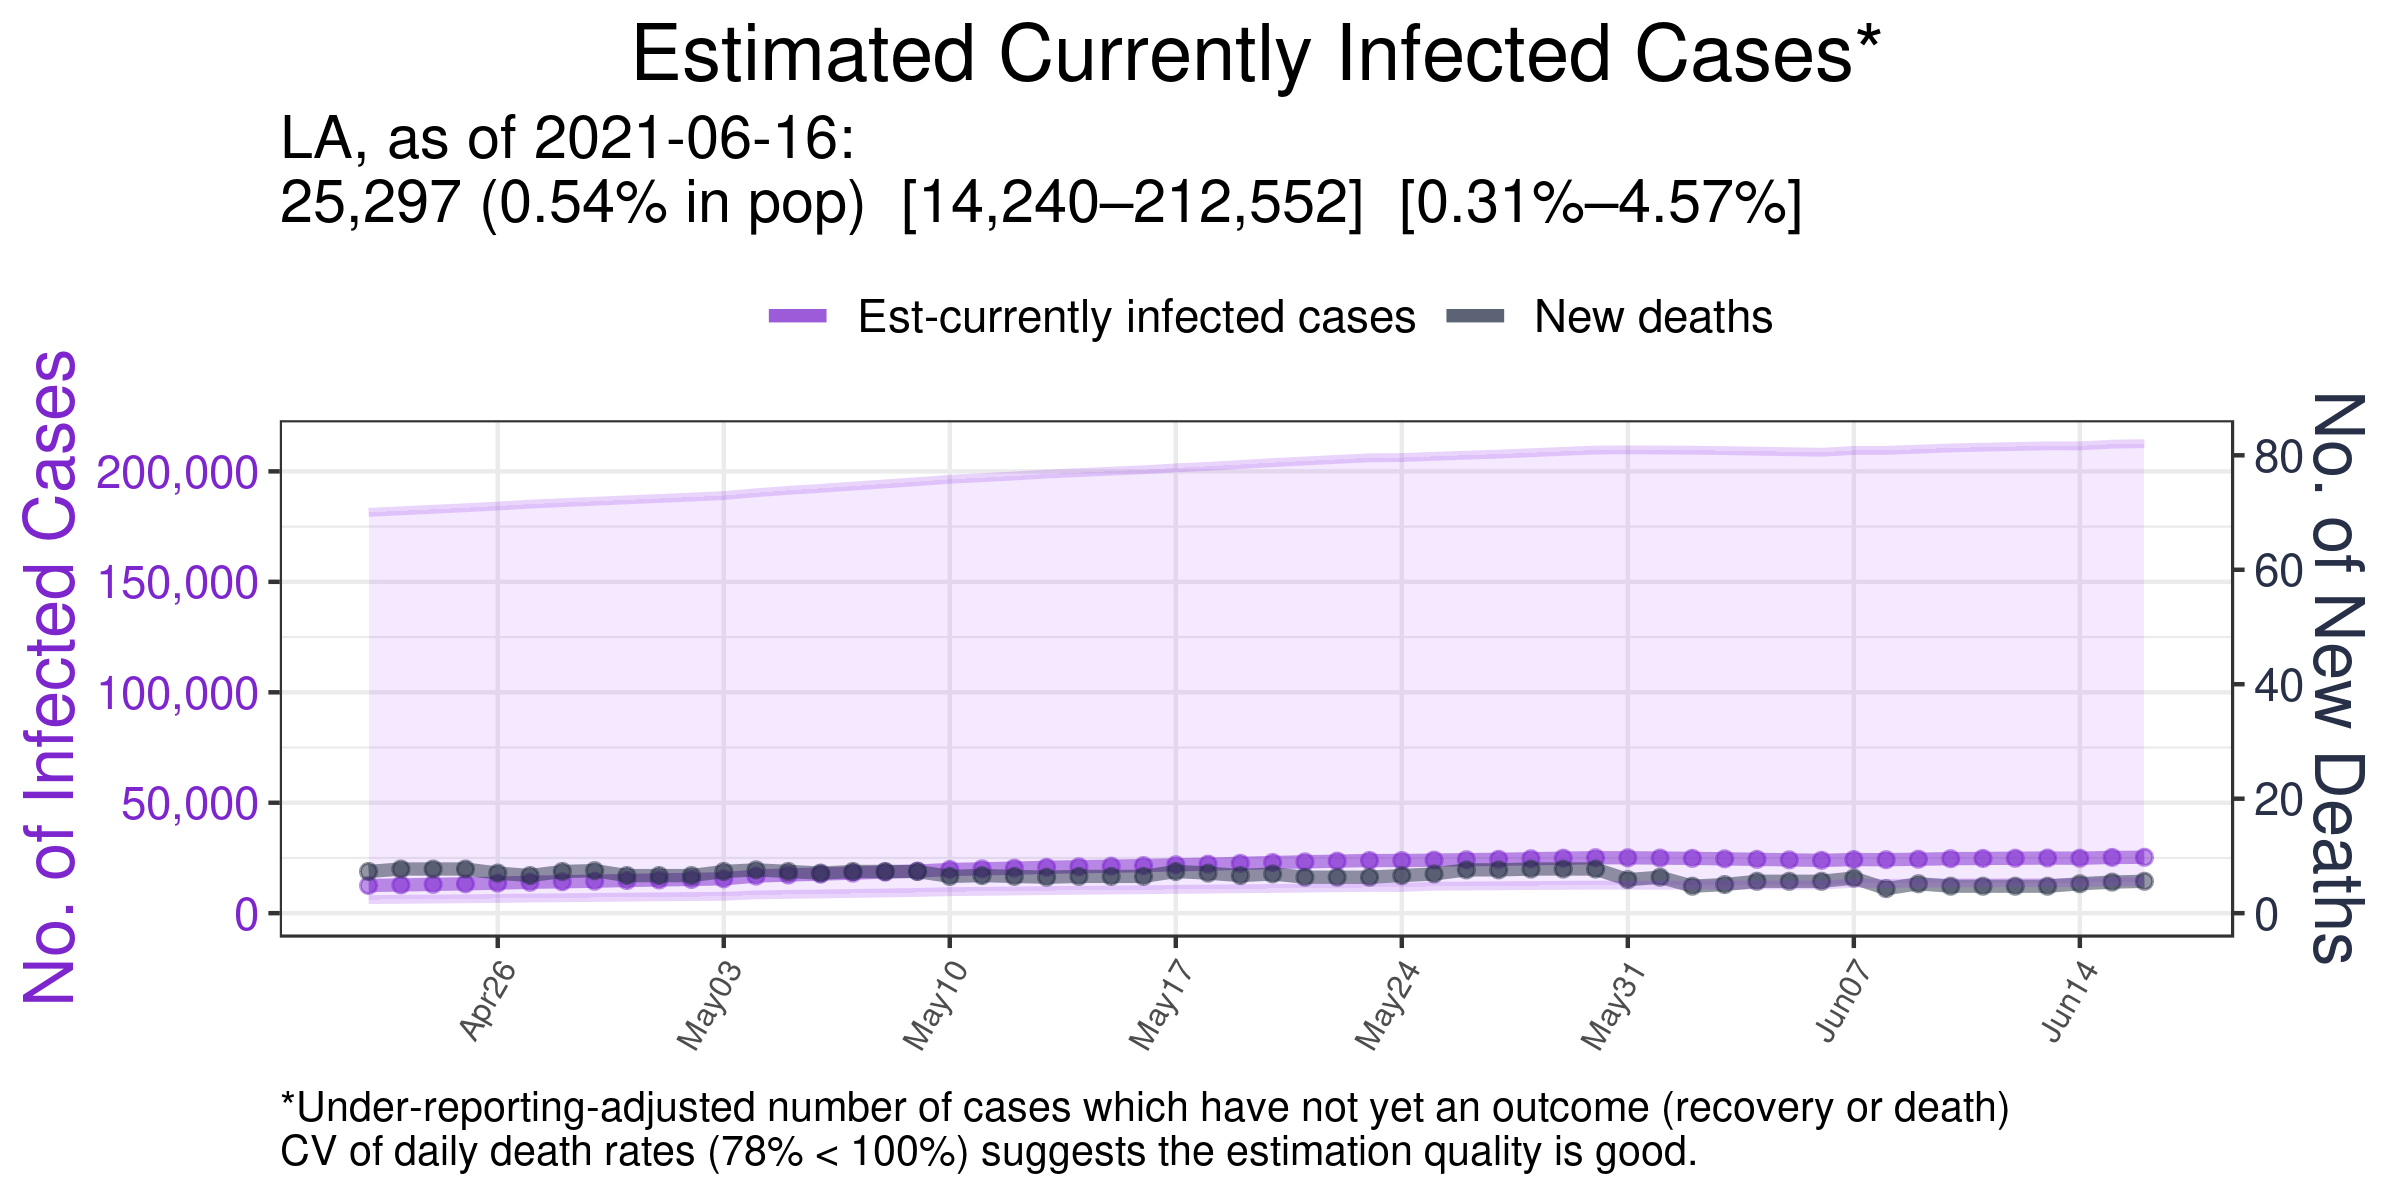 Estimated Currently Infected Cases*
LA, as of 2021-06-16:
25,297 (0.54% in pop)  [14,240–212,552]  [0.31%–4.57%]
Est-currently infected cases
New deaths
No. of Infected Cases
200,000
150,000
100,000
50,000
0
80
60
40
20
0
No. of New Deaths
Apr26
May03
May10
May17
May24
May31
Jun07
Jun14
*Under-reporting-adjusted number of cases which have not yet an outcome (recovery or death)
CV of daily death rates (78% < 100%) suggests the estimation quality is good.